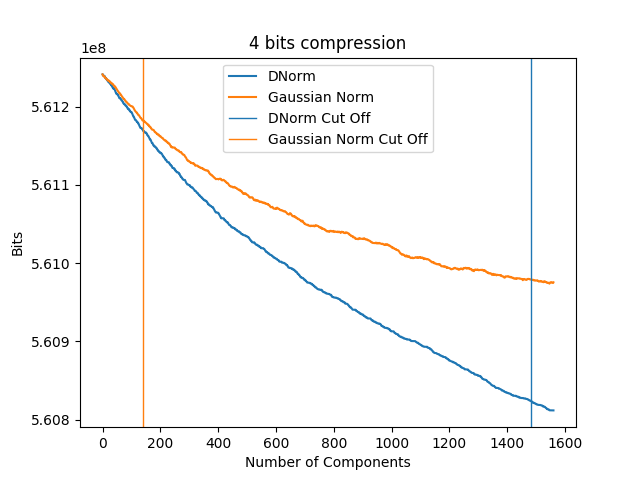 4 bits compression
1e8
DNorm
Gaussian Norm
DNorm Cut Off
Gaussian Norm Cut Off
5.612
5.611
5.610
5.609
5.608
Bits
0 200 400 600 800 1000 1200 1400 1600
Number of Components